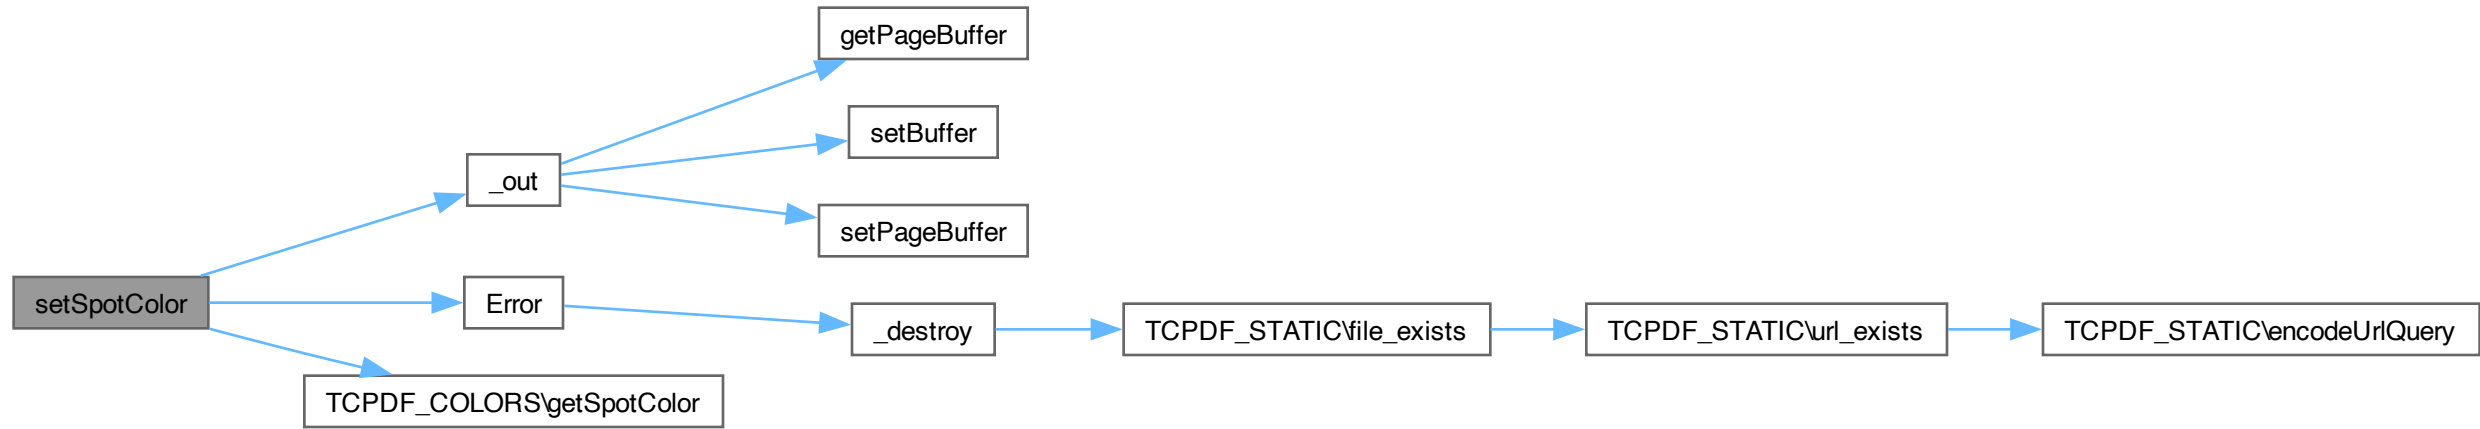 getPageBuffer
setBuffer
_out
setPageBuffer
setSpotColor
Error
_destroy
TCPDF_STATIC\file_exists
TCPDF_STATIC\url_exists
TCPDF_STATIC\encodeUrlQuery
TCPDF_COLORS\getSpotColor